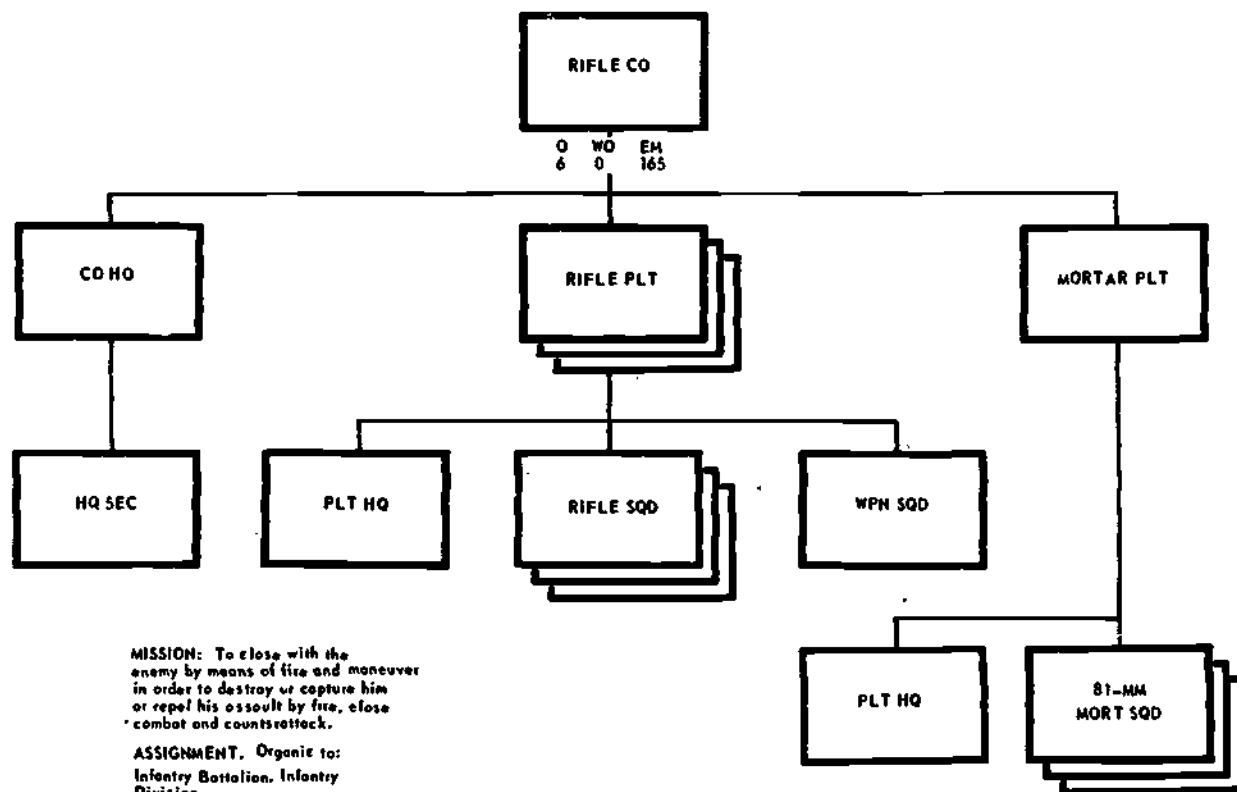 RIFLE CO
O WO EM
6 0 165
CO HQ
RIFLE PLT
MORTAR PLT
HQ SEC
PLT HQ
RIFLE SQD
WPN SQD
PLT HQ
81-MM
MORT SQD
MISSION: To close with the
enemy by means of fire and maneuver
in order to destroy or capture him
or repel his assault by fire, close
combat and counterattack.
ASSIGNMENT. Organic to:
Infantry Battalion, Infantry
Division